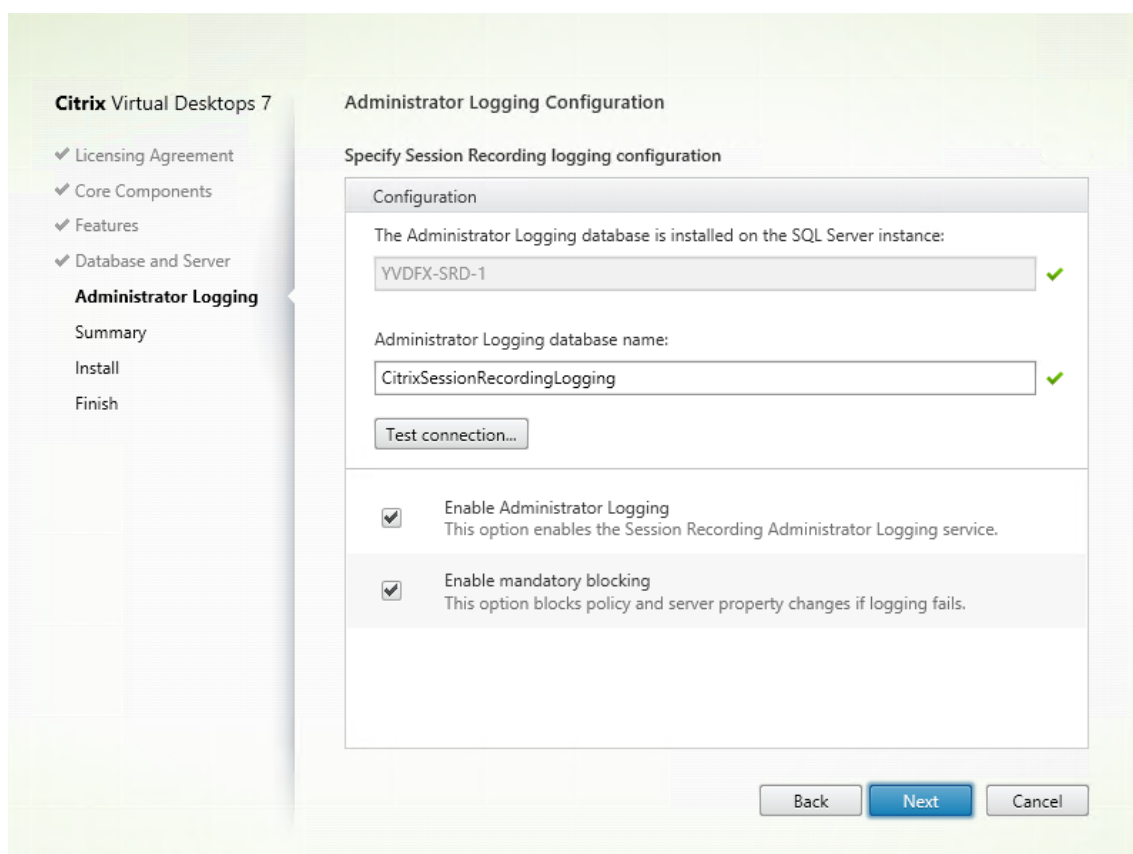 Citrix Virtual Desktops 7
Licensing Agreement
Core Components
Features
Database and Server
Administrator Logging
Summary
Install
Finish
Administrator Logging Configuration
Specify Session Recording logging configuration
Configuration
The Administrator Logging database is installed on the SQL Server instance:
YVDFX-SRD-1
Administrator Logging database name:
CitrixSessionRecordingLogging
Test connection...
Enable Administrator Logging
This option enables the Session Recording Administrator Logging service.
Enable mandatory blocking
This option blocks policy and server property changes if logging fails.
Back Next Cancel